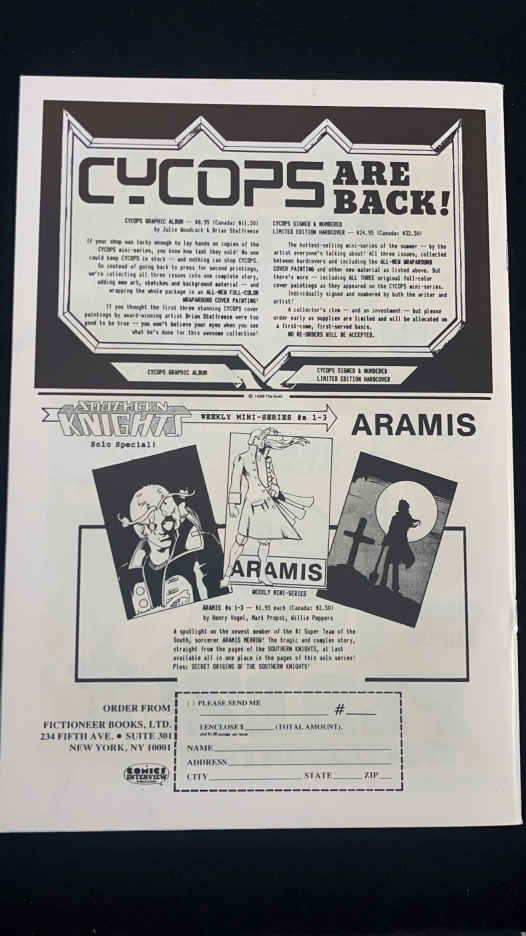 CYCOPS ARE
BACK!
CYCOPS GRAPHIC ALBUM -- $8.95 (Canada: $11.50)
by Julie Woodcock & Brian Stelfreeze
If your shop was lucky enough to lay hands on copies of the
CYCOPS mini-series, you know how fast they sold! No one
could keep CYCOPS in stock -- and nothing can stop CYCOPS.
So instead of going back to press for second printings,
we're collecting all three issues into one complete story,
adding new art, sketches and background material -- and
wrapping the whole package in an ALL-NEW FULL-COLOR
WRAPAROUND COVER PAINTING!
If you thought the first three stunning CYCOPS cover
paintings by award-winning artist Brian Stelfreeze were too
good to be true -- you won't believe your eyes when you see
what he's done for this awesome collection!
CYCOPS SIGNED & NUMBERED
LIMITED EDITION HARDCOVER -- $24.95 (Canada: $32.50)
The hottest-selling mini-series of the summer -- by the
artist everyone's talking about! All three issues, collected
between hardcovers and including the ALL-NEW WRAPAROUND
COVER PAINTING and other new material as listed above. But
there's more -- including ALL THREE original full-color
cover paintings as they appeared on the CYCOPS mini-series.
Individually signed and numbered by both the writer and
artist!
A collector's item -- and an investment -- but please
order early as supplies are limited and will be allocated on
a first-come, first-served basis.
NO RE-ORDERS WILL BE ACCEPTED.
CYCOPS GRAPHIC ALBUM
CYCOPS SIGNED & NUMBERED
LIMITED EDITION HARDCOVER
SOUTHERN
KNIGHTS
Solo Special!
WEEKLY MINI-SERIES #s 1-3
ARAMIS
ARAMIS
WEEKLY MINI-SERIES
ARAMIS #s 1-3 -- $1.95 each (Canada: $2.50)
by Henry Vogel, Mark Propst, Willie Peppers
A spotlight on the newest member of the #1 Super Team of the
South, sorcerer ARAMIS MERROW! The tragic and complex story,
straight from the pages of the SOUTHERN KNIGHTS, at last
available all in one place in the pages of this solo series!
Plus: SECRET ORIGINS OF THE SOUTHERN KNIGHTS!
ORDER FROM
FICTIONEER BOOKS, LTD.
234 FIFTH AVE. • SUITE 301
NEW YORK, NY 10001
COMICS
INTERVIEW
( ) PLEASE SEND ME
#
I ENCLOSE $ (TOTAL AMOUNT).
NAME
ADDRESS
CITY STATE ZIP